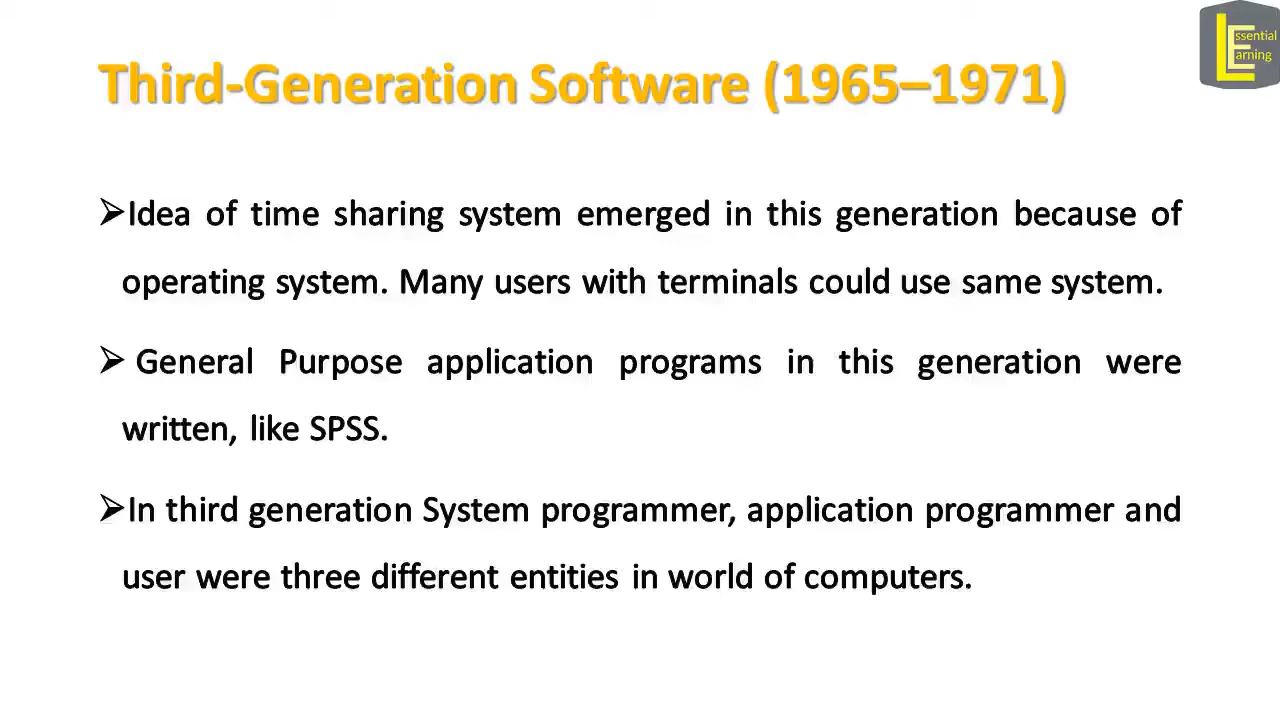 Third-Generation Software (1965–1971)
LEssential
Earning
➢Idea of time sharing system emerged in this generation because of
operating system. Many users with terminals could use same system.
➢ General Purpose application programs in this generation were
written, like SPSS.
➢In third generation System programmer, application programmer and
user were three different entities in world of computers.